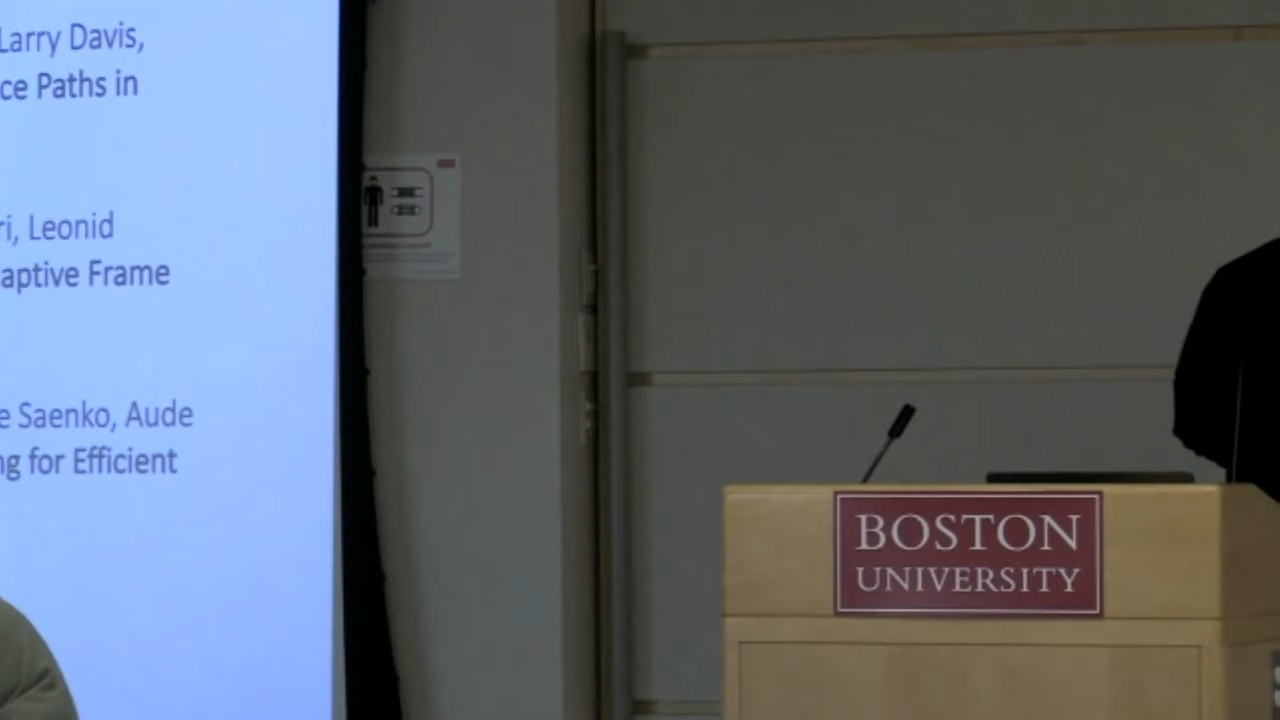 Larry Davis,
ce Paths in
ri, Leonid
aptive Frame
e Saenko, Aude
ng for Efficient
BOSTON
UNIVERSITY